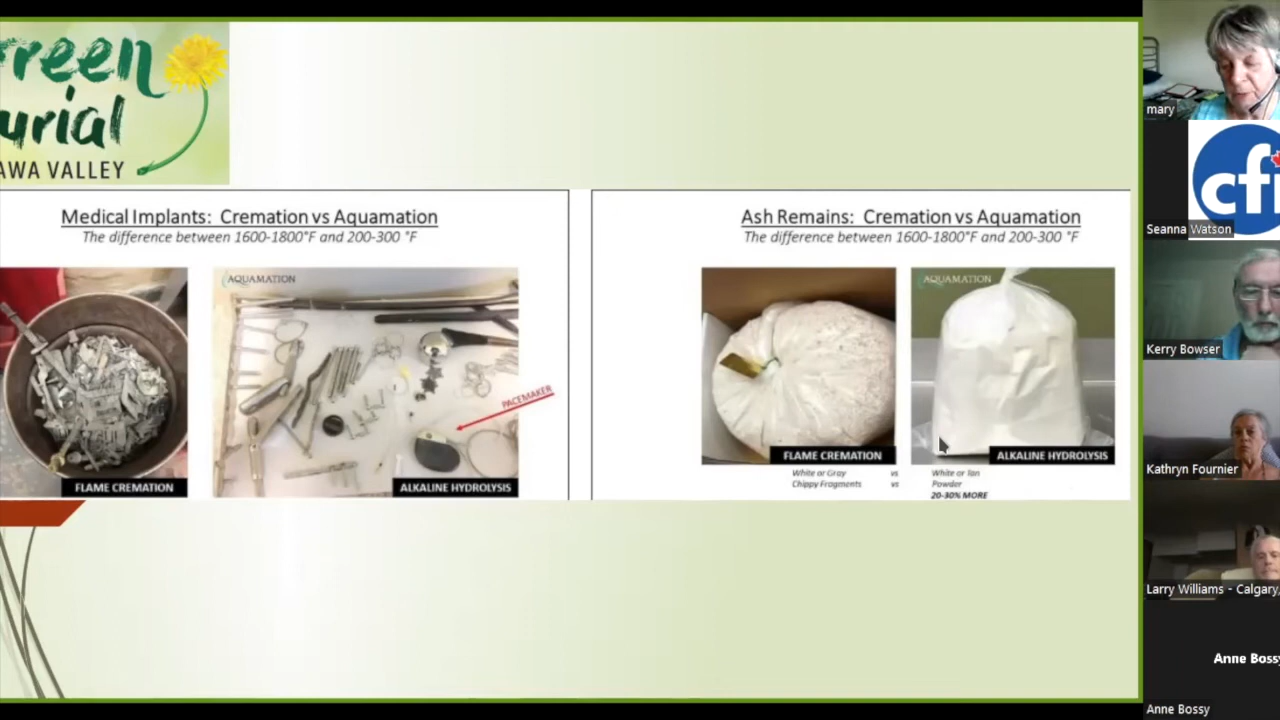 reen
urial
AWA VALLEY
Medical Implants: Cremation vs Aquamation
The difference between 1600-1800°F and 200-300 °F
AQUAMATION
PACEMAKER
FLAME CREMATION
ALKALINE HYDROLYSIS
Ash Remains: Cremation vs Aquamation
The difference between 1600-1800°F and 200-300 °F
AQUAMATION
FLAME CREMATION
ALKALINE HYDROLYSIS
White or Gray vs White or Tan
Chippy Fragments vs Powder
20-30% MORE
mary
cfi
Seanna Watson
Kerry Bowser
Kathryn Fournier
Larry Williams - Calgary,
Anne Bossy
Anne Bossy